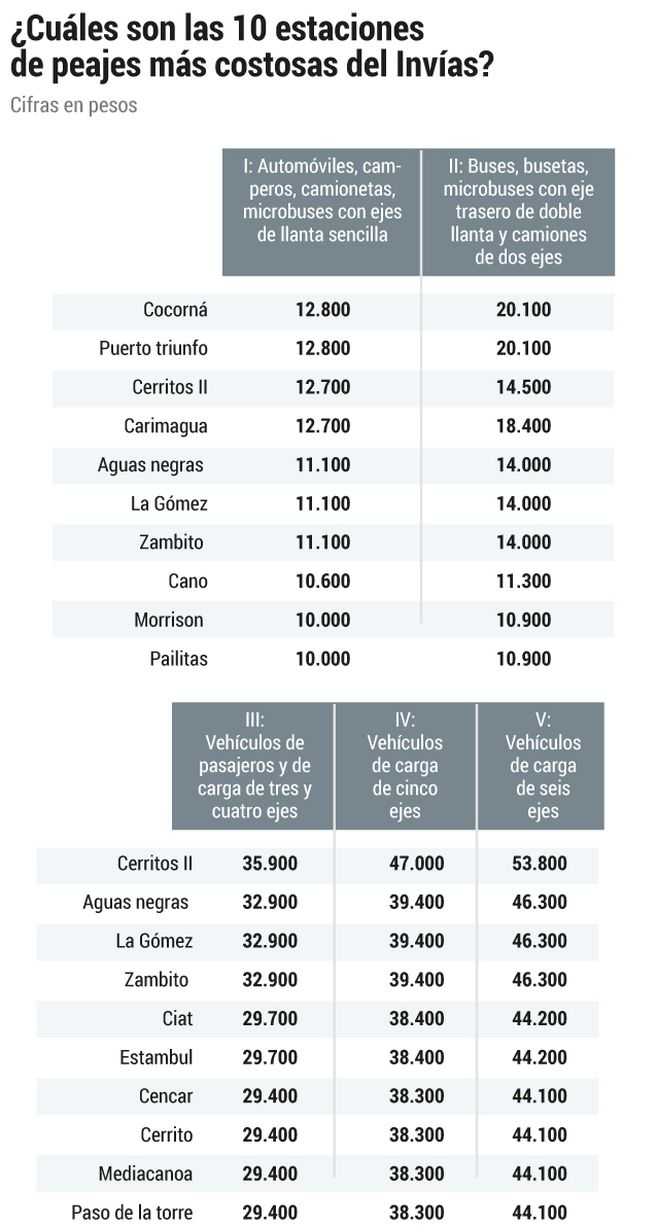 ¿Cuáles son las 10 estaciones
de peajes más costosas del Invías?
Cifras en pesos
I: Automóviles, cam-
peros, camionetas,
microbuses con ejes
de llanta sencilla
II: Buses, busetas,
microbuses con eje
trasero de doble
llanta y camiones
de dos ejes
Cocorná 12.800 20.100
Puerto triunfo 12.800 20.100
Cerritos II 12.700 14.500
Carimagua 12.700 18.400
Aguas negras 11.100 14.000
La Gómez 11.100 14.000
Zambito 11.100 14.000
Cano 10.600 11.300
Morrison 10.000 10.900
Pailitas 10.000 10.900
III:
Vehículos de
pasajeros y de
carga de tres y
cuatro ejes
IV:
Vehículos
de carga
de cinco
ejes
V:
Vehículos
de carga
de seis
ejes
Cerritos II 35.900 47.000 53.800
Aguas negras 32.900 39.400 46.300
La Gómez 32.900 39.400 46.300
Zambito 32.900 39.400 46.300
Ciat 29.700 38.400 44.200
Estambul 29.700 38.400 44.200
Cencar 29.400 38.300 44.100
Cerrito 29.400 38.300 44.100
Mediacanoa 29.400 38.300 44.100
Paso de la torre 29.400 38.300 44.100